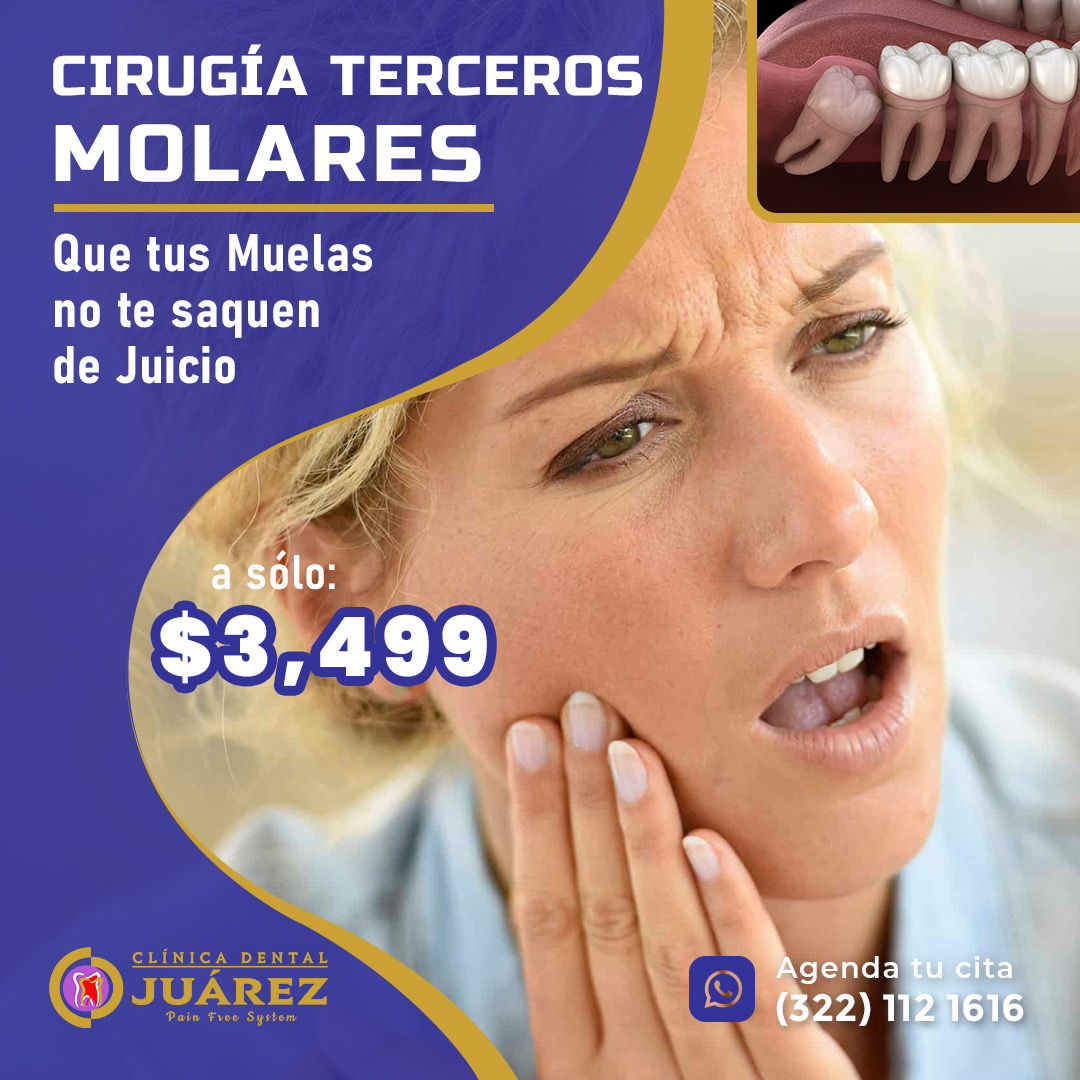 CIRUGÍA TERCEROS
MOLARES
Que tus Muelas
no te saquen
de Juicio
a sólo:
$3,499
CLÍNICA DENTAL
JUÁREZ
Pain Free System
Agenda tu cita
(322) 112 1616